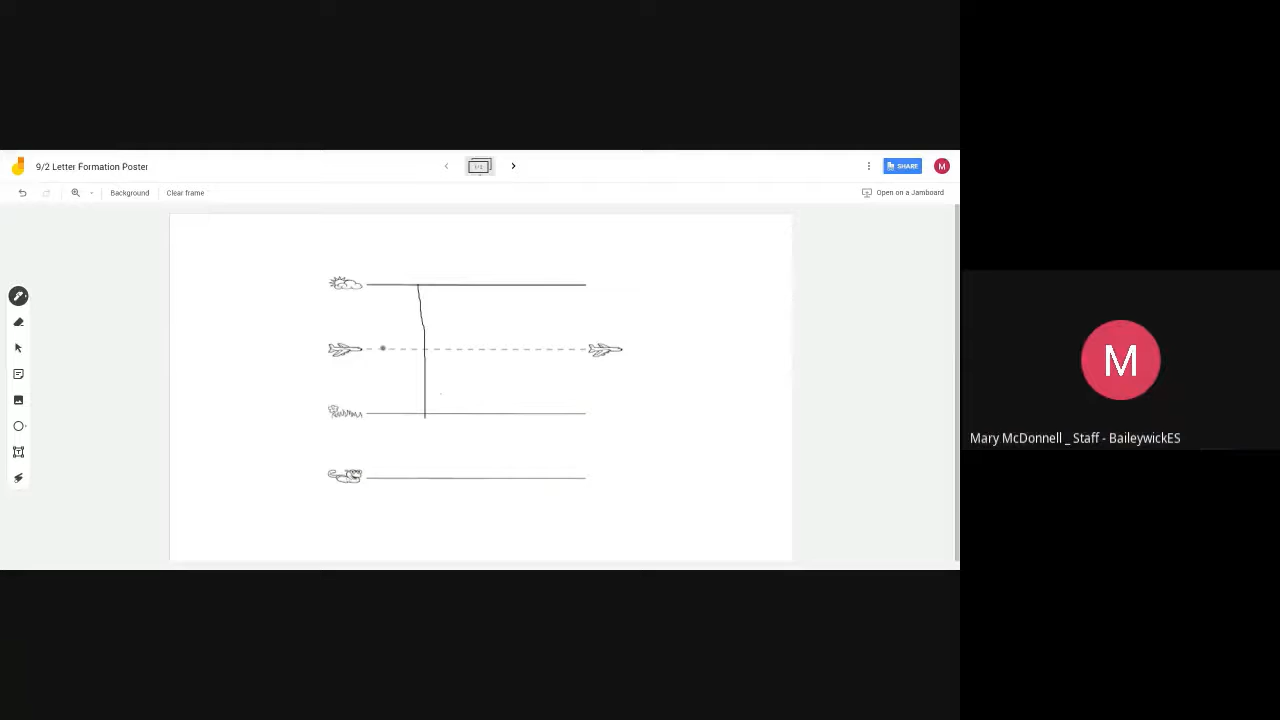 9/2 Letter Formation Poster
SHARE
M
Background
Clear frame
Open on a Jamboard
M
Mary McDonnell _ Staff - BaileywickES